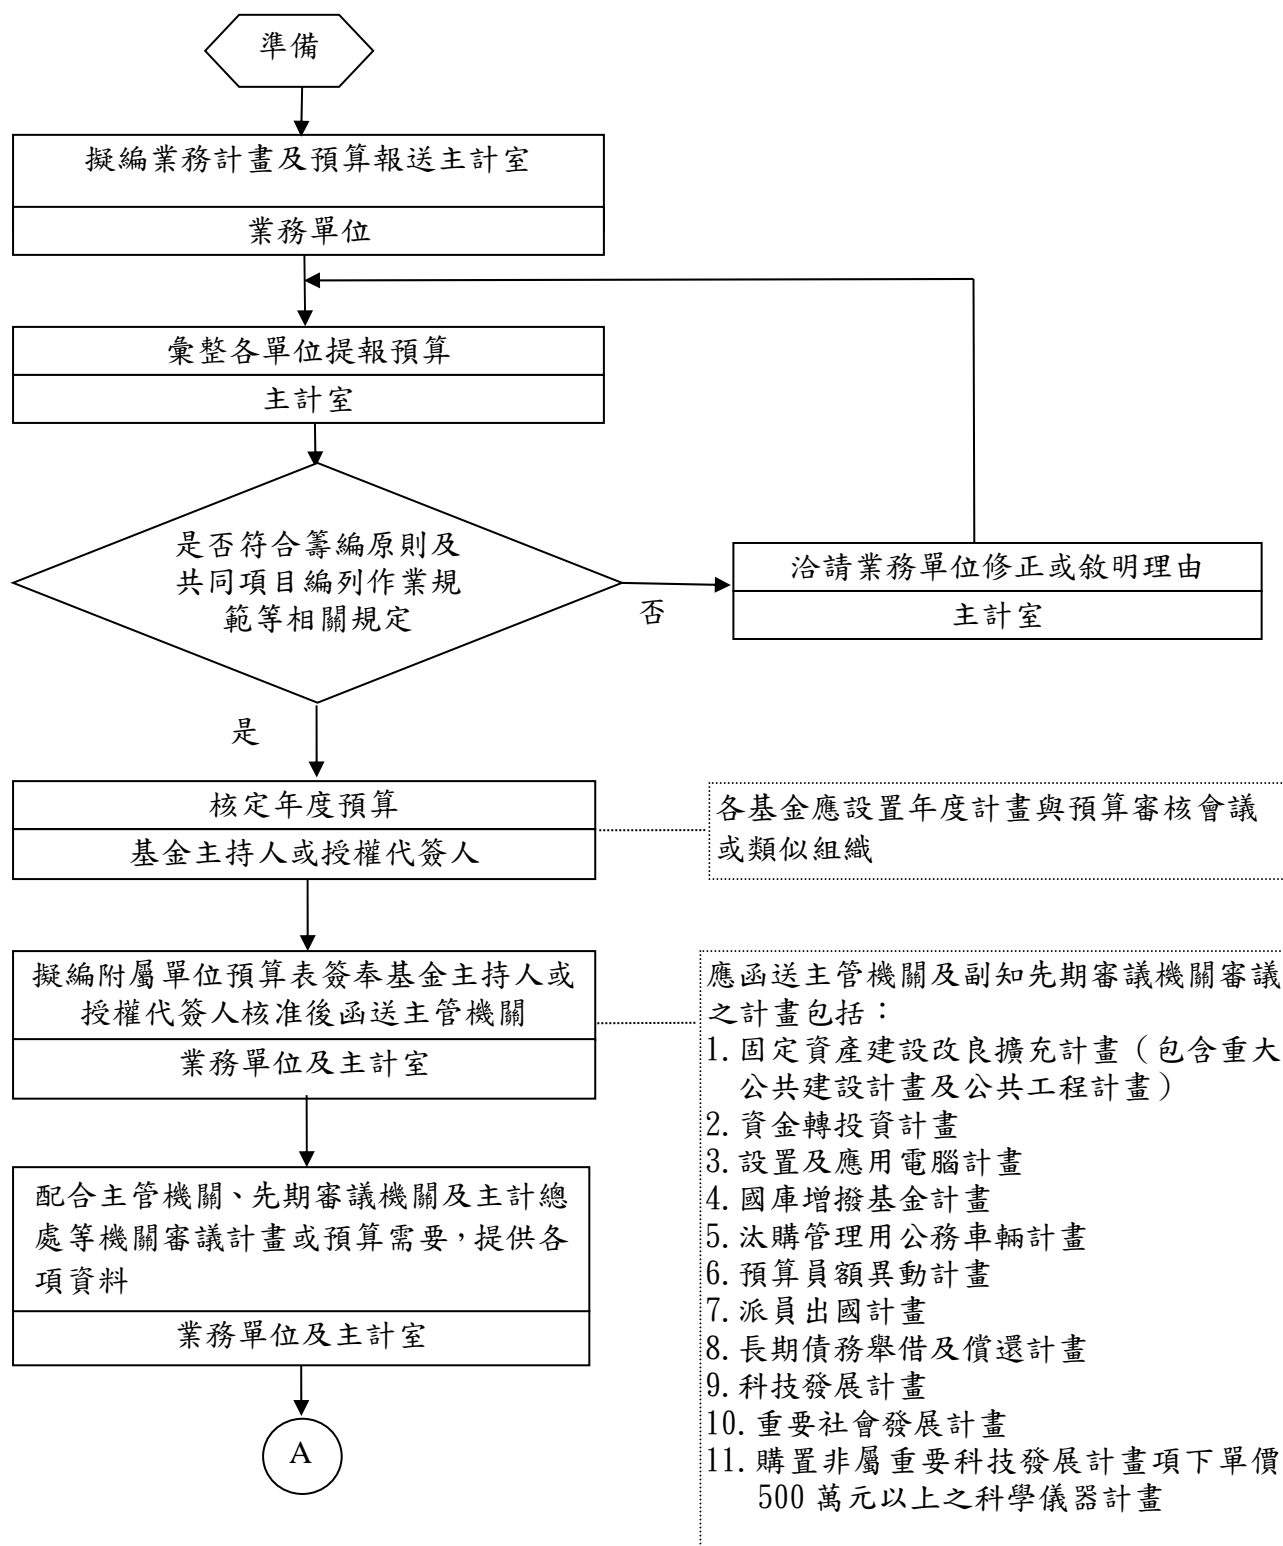 準備
擬編業務計畫及預算報送主計室
業務單位
彙整各單位提報預算
主計室
是否符合籌編原則及
共同項目編列作業規
範等相關規定
否
洽請業務單位修正或敘明理由
主計室
是
核定年度預算
基金主持人或授權代簽人
各基金應設置年度計畫與預算審核會議
或類似組織
擬編附屬單位預算表簽奉基金主持人或
授權代簽人核准後函送主管機關
業務單位及主計室
應函送主管機關及副知先期審議機關審議
之計畫包括：
1.固定資產建設改良擴充計畫（包含重大
公共建設計畫及公共工程計畫）
2.資金轉投資計畫
3.設置及應用電腦計畫
4.國庫增撥基金計畫
5.汰購管理用公務車輛計畫
6.預算員額異動計畫
7.派員出國計畫
8.長期債務舉借及償還計畫
9.科技發展計畫
10.重要社會發展計畫
11.購置非屬重要科技發展計畫項下單價
500 萬元以上之科學儀器計畫
配合主管機關、先期審議機關及主計總
處等機關審議計畫或預算需要，提供各
項資料
業務單位及主計室
A